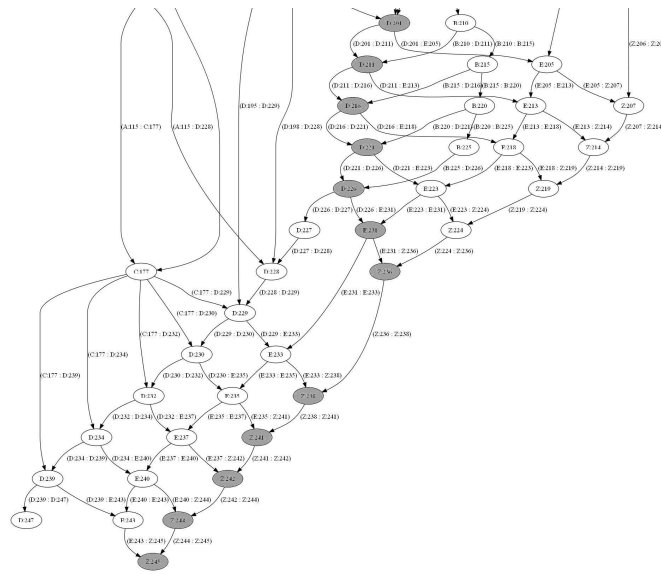 D:201
B:210
(D:201 : D:211)
(D:201 : E:205)
(B:210 : D:211)
(B:210 : B:215)
(Z:206 : Z:20
D:211
B:215
E:205
(D:211 : D:216)
(D:211 : E:213)
(B:215 : D:216)
(B:215 : B:220)
(E:205 : E:213)
(E:205 : Z:207)
D:216
B:220
E:213
Z:207
(A:115 : C:177)
(A:115 : D:228)
(D:195 : D:229)
(D:198 : D:228)
(D:216 : D:221)
(D:216 : E:218)
(B:220 : D:221)
(B:220 : B:225)
(E:213 : E:218)
(E:213 : Z:214)
(Z:207 : Z:214
D:221
B:225
E:218
Z:214
(D:221 : D:226)
(D:221 : E:223)
(B:225 : D:226)
(E:218 : E:223)
(E:218 : Z:219)
(Z:214 : Z:219)
D:226
E:223
Z:219
(D:226 : D:227)
(D:226 : E:231)
(E:223 : E:231)
(E:223 : Z:224)
(Z:219 : Z:224)
D:227
E:231
Z:224
(D:227 : D:228)
(E:231 : Z:236)
(Z:224 : Z:236)
C:177
D:228
Z:236
(C:177 : D:229)
(D:228 : D:229)
(E:231 : E:233)
(C:177 : D:230)
D:229
(C:177 : D:232)
(D:229 : D:230)
(D:229 : E:233)
(Z:236 : Z:238)
(C:177 : D:234)
D:230
E:233
(C:177 : D:239)
(D:230 : D:232)
(D:230 : E:235)
(E:233 : E:235)
(E:233 : Z:238)
D:232
E:235
Z:238
(D:232 : D:234)
(D:232 : E:237)
(E:235 : E:237)
(E:235 : Z:241)
(Z:238 : Z:241)
D:234
E:237
Z:241
(D:234 : D:239)
(D:234 : E:240)
(E:237 : E:240)
(E:237 : Z:242)
(Z:241 : Z:242)
D:239
E:240
Z:242
(D:239 : D:247)
(D:239 : E:243)
(E:240 : E:243)
(E:240 : Z:244)
(Z:242 : Z:244)
D:247
E:243
Z:244
(E:243 : Z:245)
(Z:244 : Z:245)
Z:245